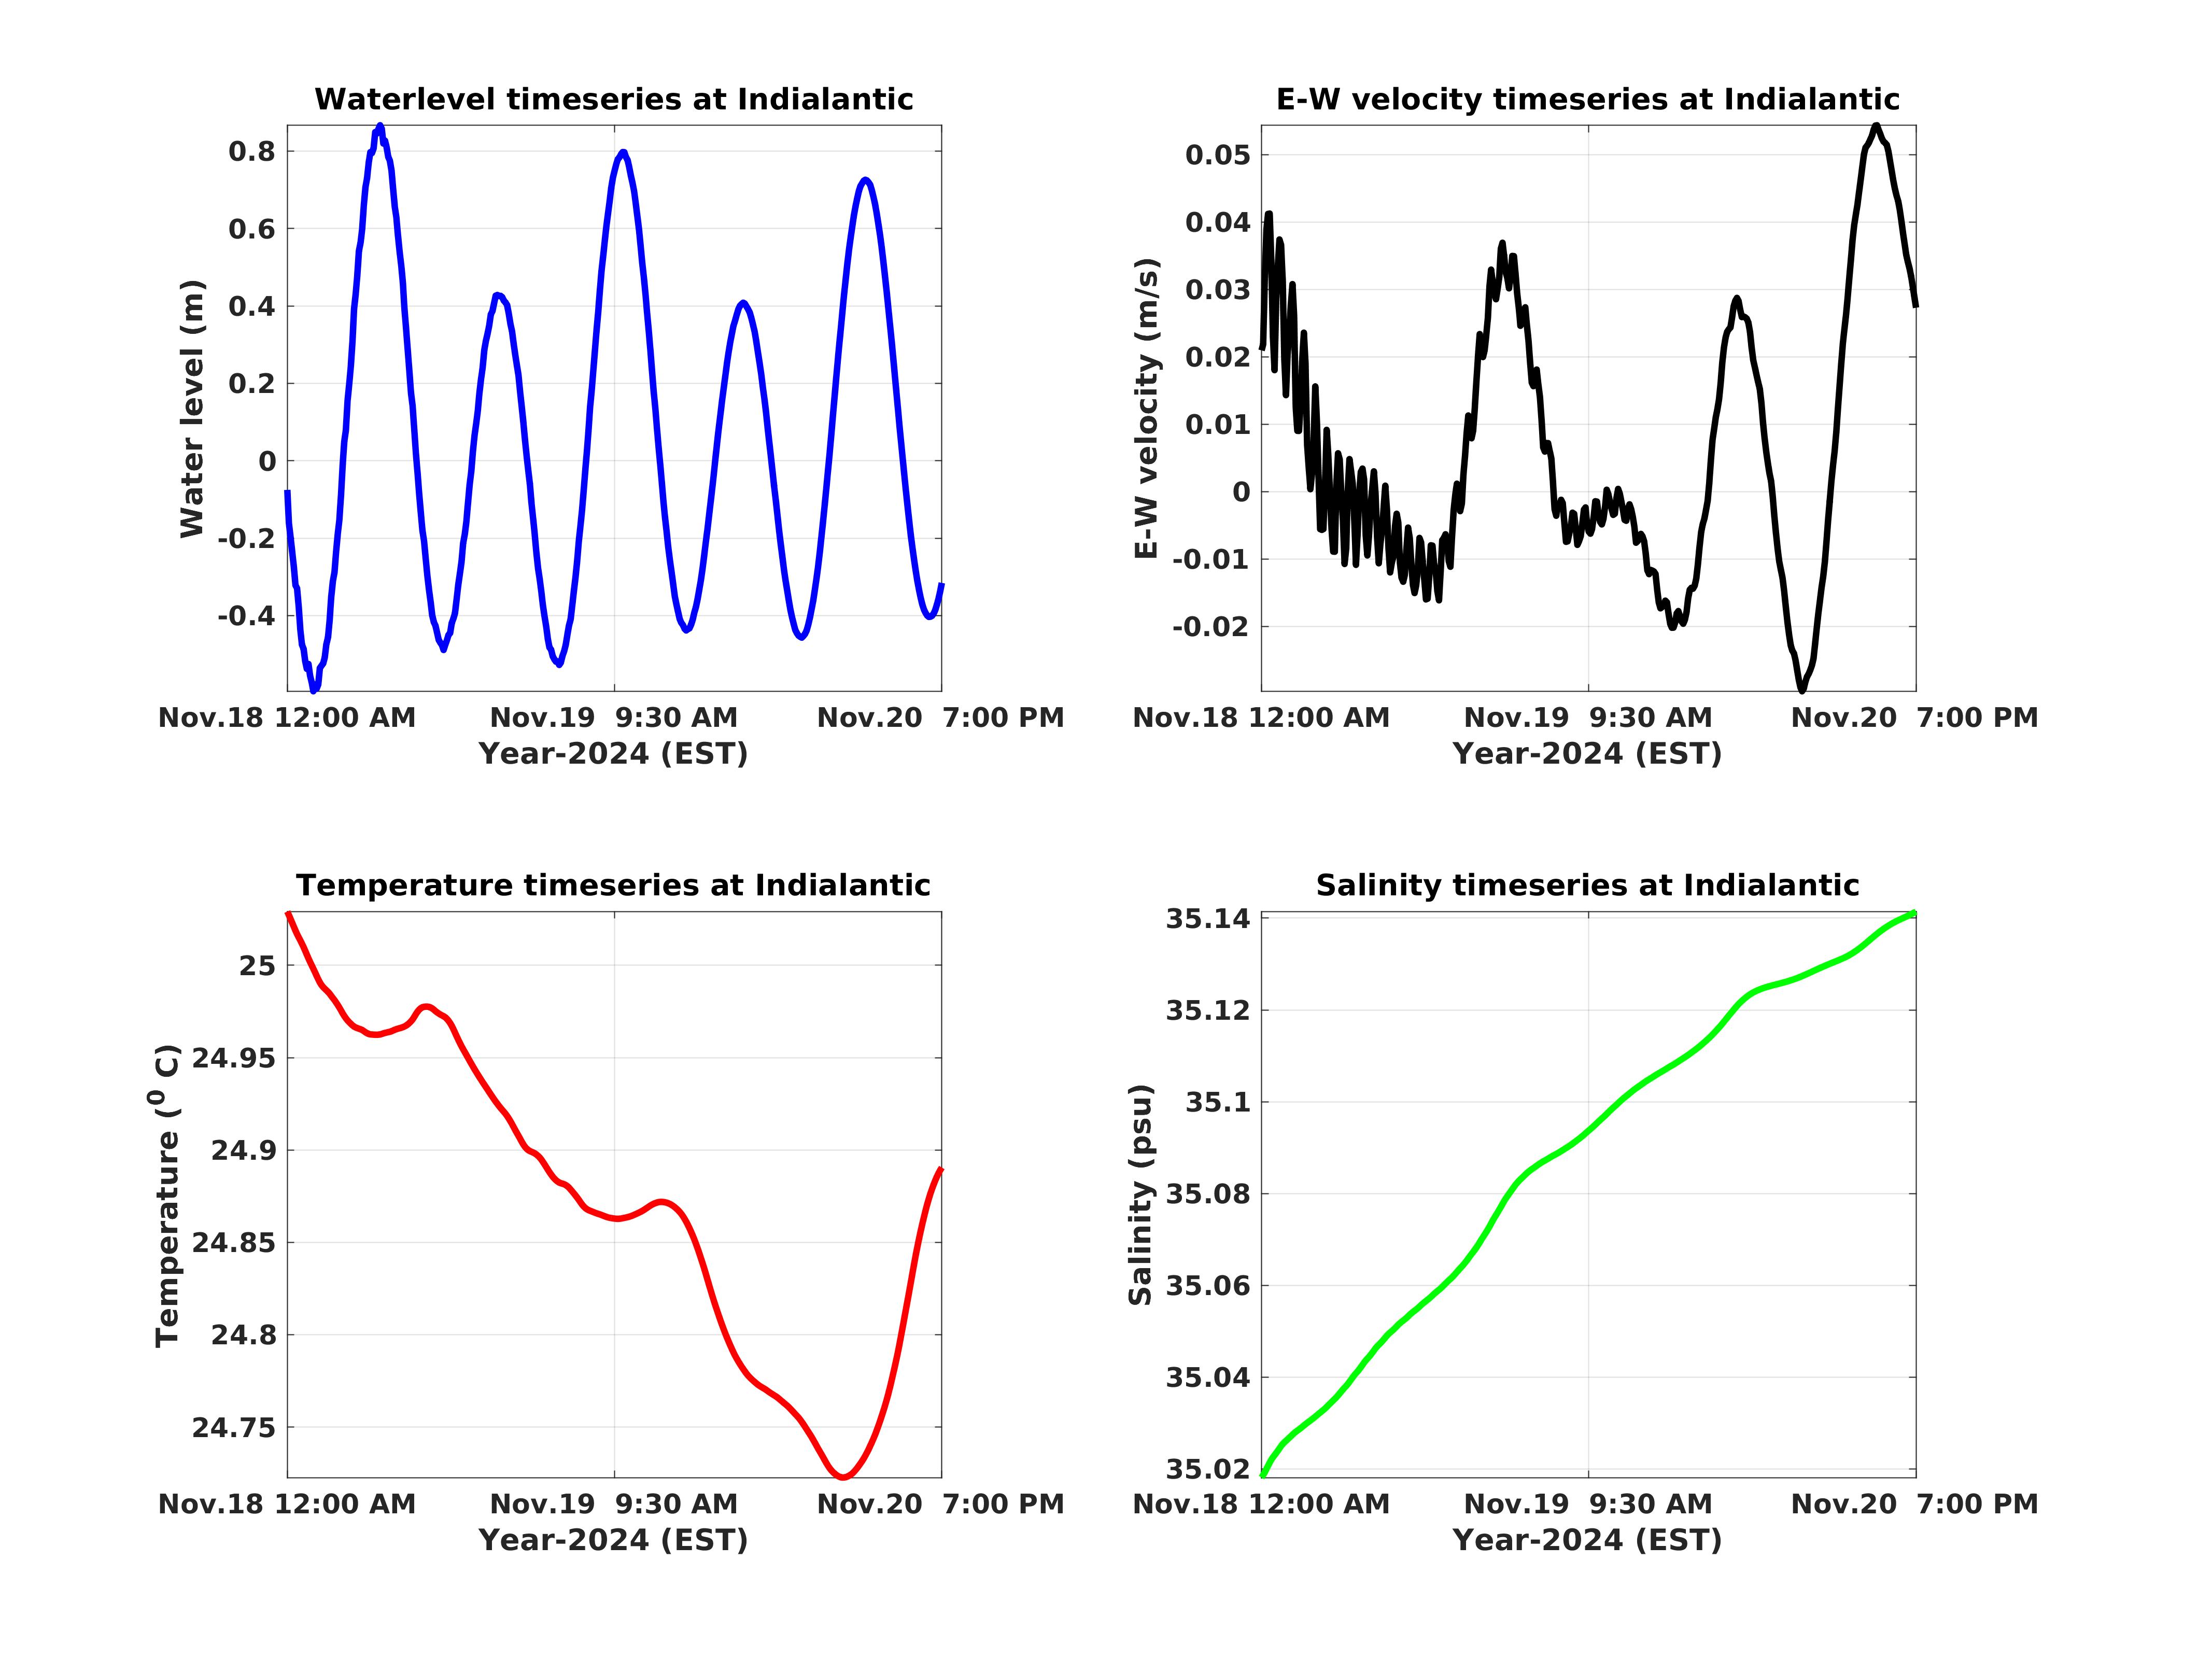 Waterlevel timeseries at Indialantic
0.8
0.6
0.4
0.2
0
-0.2
-0.4
Water level (m)
Nov.18 12:00 AM
Nov.19  9:30 AM
Nov.20  7:00 PM
Year-2024 (EST)
E-W velocity timeseries at Indialantic
0.05
0.04
0.03
0.02
0.01
0
-0.01
-0.02
E-W velocity (m/s)
Nov.18 12:00 AM
Nov.19  9:30 AM
Nov.20  7:00 PM
Year-2024 (EST)
Temperature timeseries at Indialantic
25
24.95
24.9
24.85
24.8
24.75
Temperature (⁰ C)
Nov.18 12:00 AM
Nov.19  9:30 AM
Nov.20  7:00 PM
Year-2024 (EST)
Salinity timeseries at Indialantic
35.14
35.12
35.1
35.08
35.06
35.04
35.02
Salinity (psu)
Nov.18 12:00 AM
Nov.19  9:30 AM
Nov.20  7:00 PM
Year-2024 (EST)